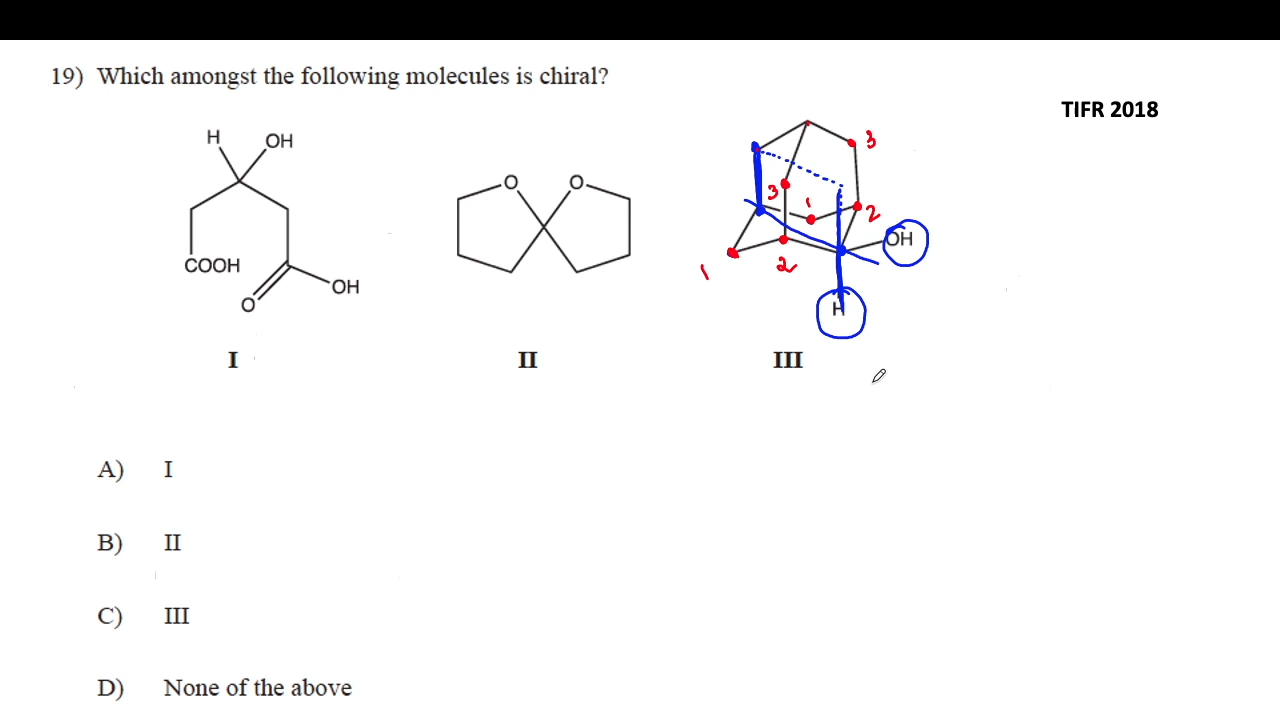 19) Which amongst the following molecules is chiral?
TIFR 2018
H OH
COOH
O
OH
O O
3
3
1
2
OH
1
2
H
I II III
A) I
B) II
C) III
D) None of the above